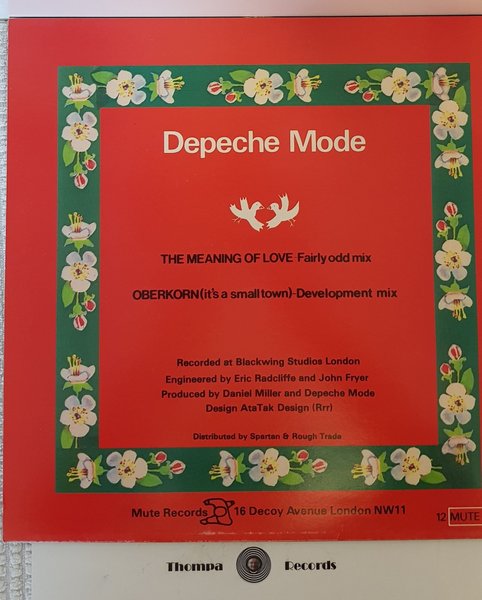 Depeche Mode
THE MEANING OF LOVE-Fairly odd mix
OBERKORN(it's a small town)-Development mix
Recorded at Blackwing Studios London
Engineered by Eric Radcliffe and John Fryer
Produced by Daniel Miller and Depeche Mode
Design AtaTak Design (Rrr)
Distributed by Spartan & Rough Trade
Mute Records 16 Decoy Avenue London NW11
12 MUTE
Thompa Records